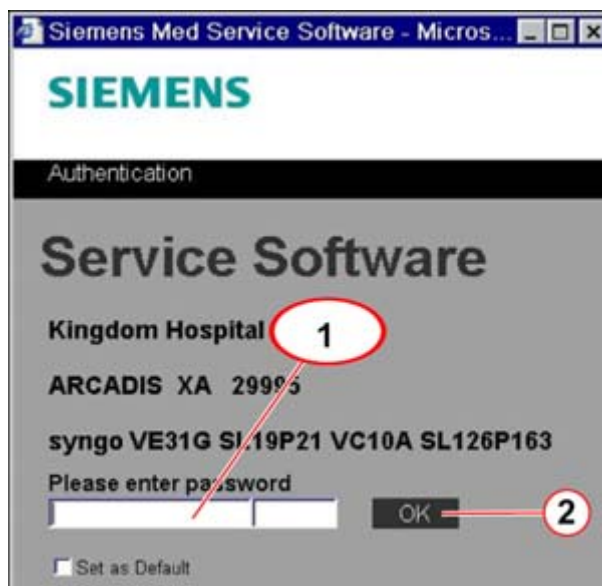 Siemens Med Service Software - Micros...
SIEMENS
Authentication
Service Software
Kingdom Hospital
1
ARCADIS XA 29995
syngo VE31G SL19P21 VC10A SL126P163
Please enter password
OK
2
Set as Default